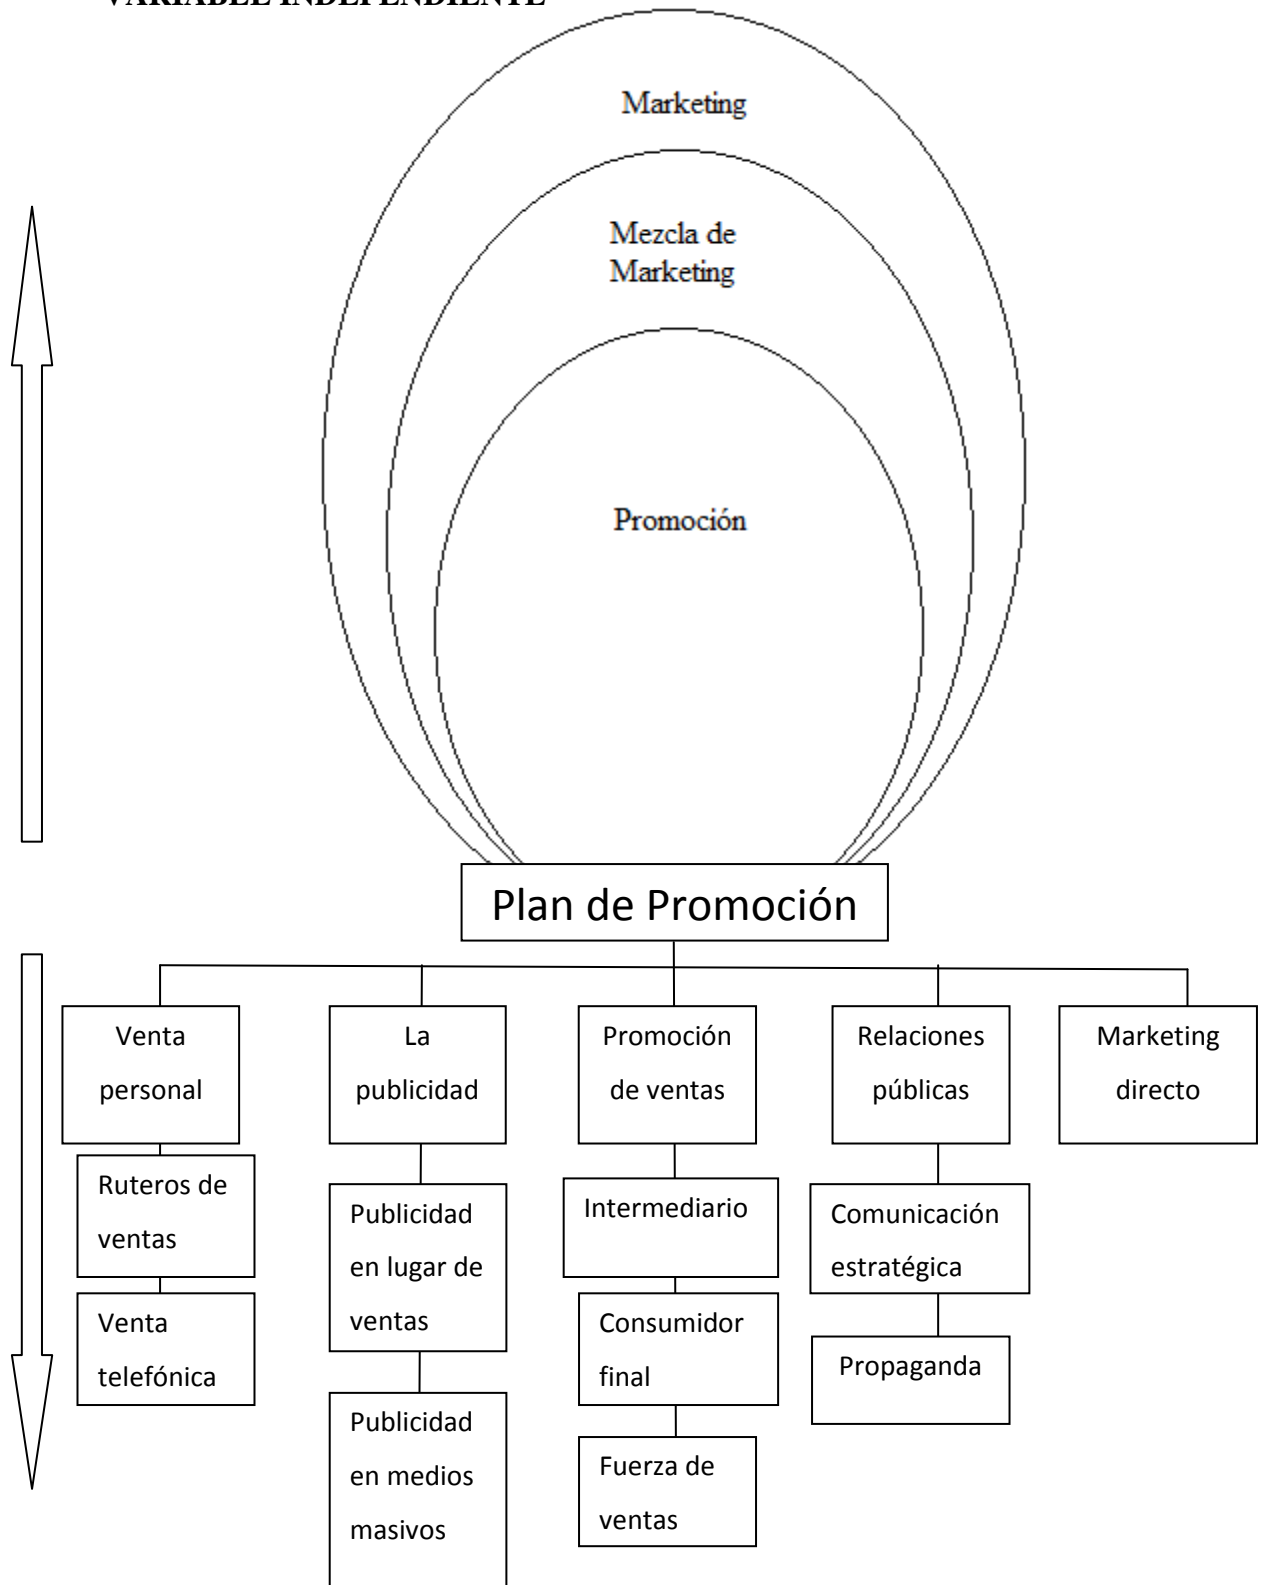 VARIABLE INDEPENDIENTE
Marketing
Mezcla de
Marketing
Promoción
Plan de Promoción
Venta
personal
La
publicidad
Promoción
de ventas
Relaciones
públicas
Marketing
directo
Ruteros de
ventas
Venta
telefónica
Publicidad
en lugar de
ventas
Publicidad
en medios
masivos
Intermediario
Consumidor
final
Fuerza de
ventas
Comunicación
estratégica
Propaganda